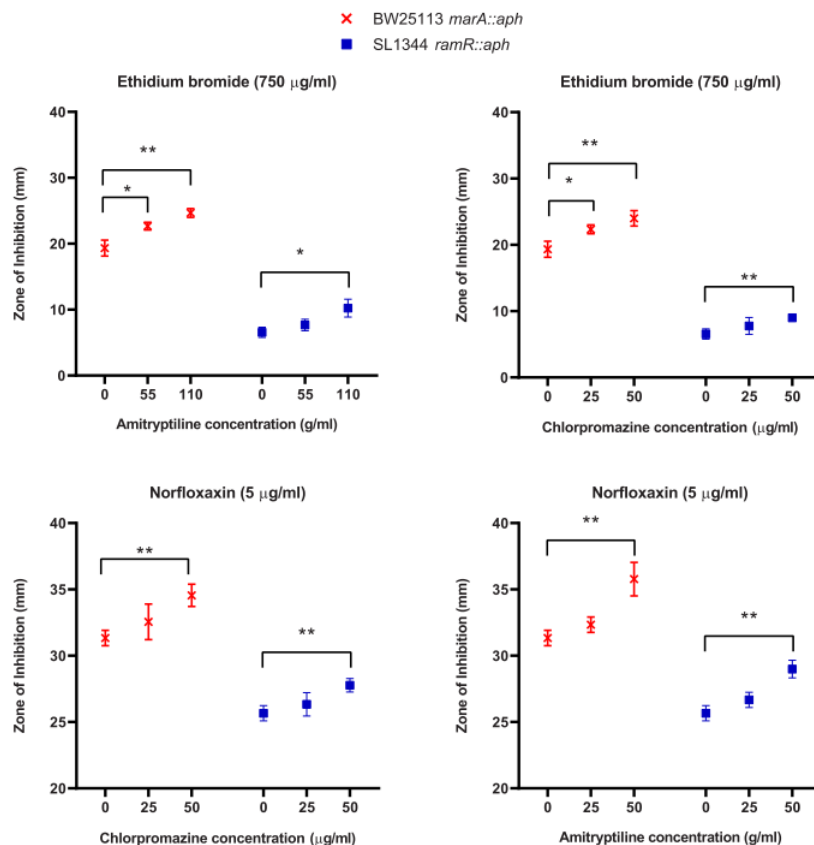 BW25113 marA::aph
SL1344 ramR::aph
Ethidium bromide (750 μg/ml)
Zone of Inhibition (mm)
40
30
20
10
0
**
*
*
0 55 110 0 55 110
Amitryptiline concentration (g/ml)
Ethidium bromide (750 μg/ml)
Zone of Inhibition (mm)
40
30
20
10
0
**
*
**
0 25 50 0 25 50
Chlorpromazine concentration (μg/ml)
Norfloxaxin (5 μg/ml)
Zone of Inhibition (mm)
40
35
30
25
20
**
**
0 25 50 0 25 50
Chlorpromazine concentration (μg/ml)
Norfloxaxin (5 μg/ml)
Zone of Inhibition (mm)
40
35
30
25
20
**
**
0 25 50 0 25 50
Amitryptiline concentration (g/ml)